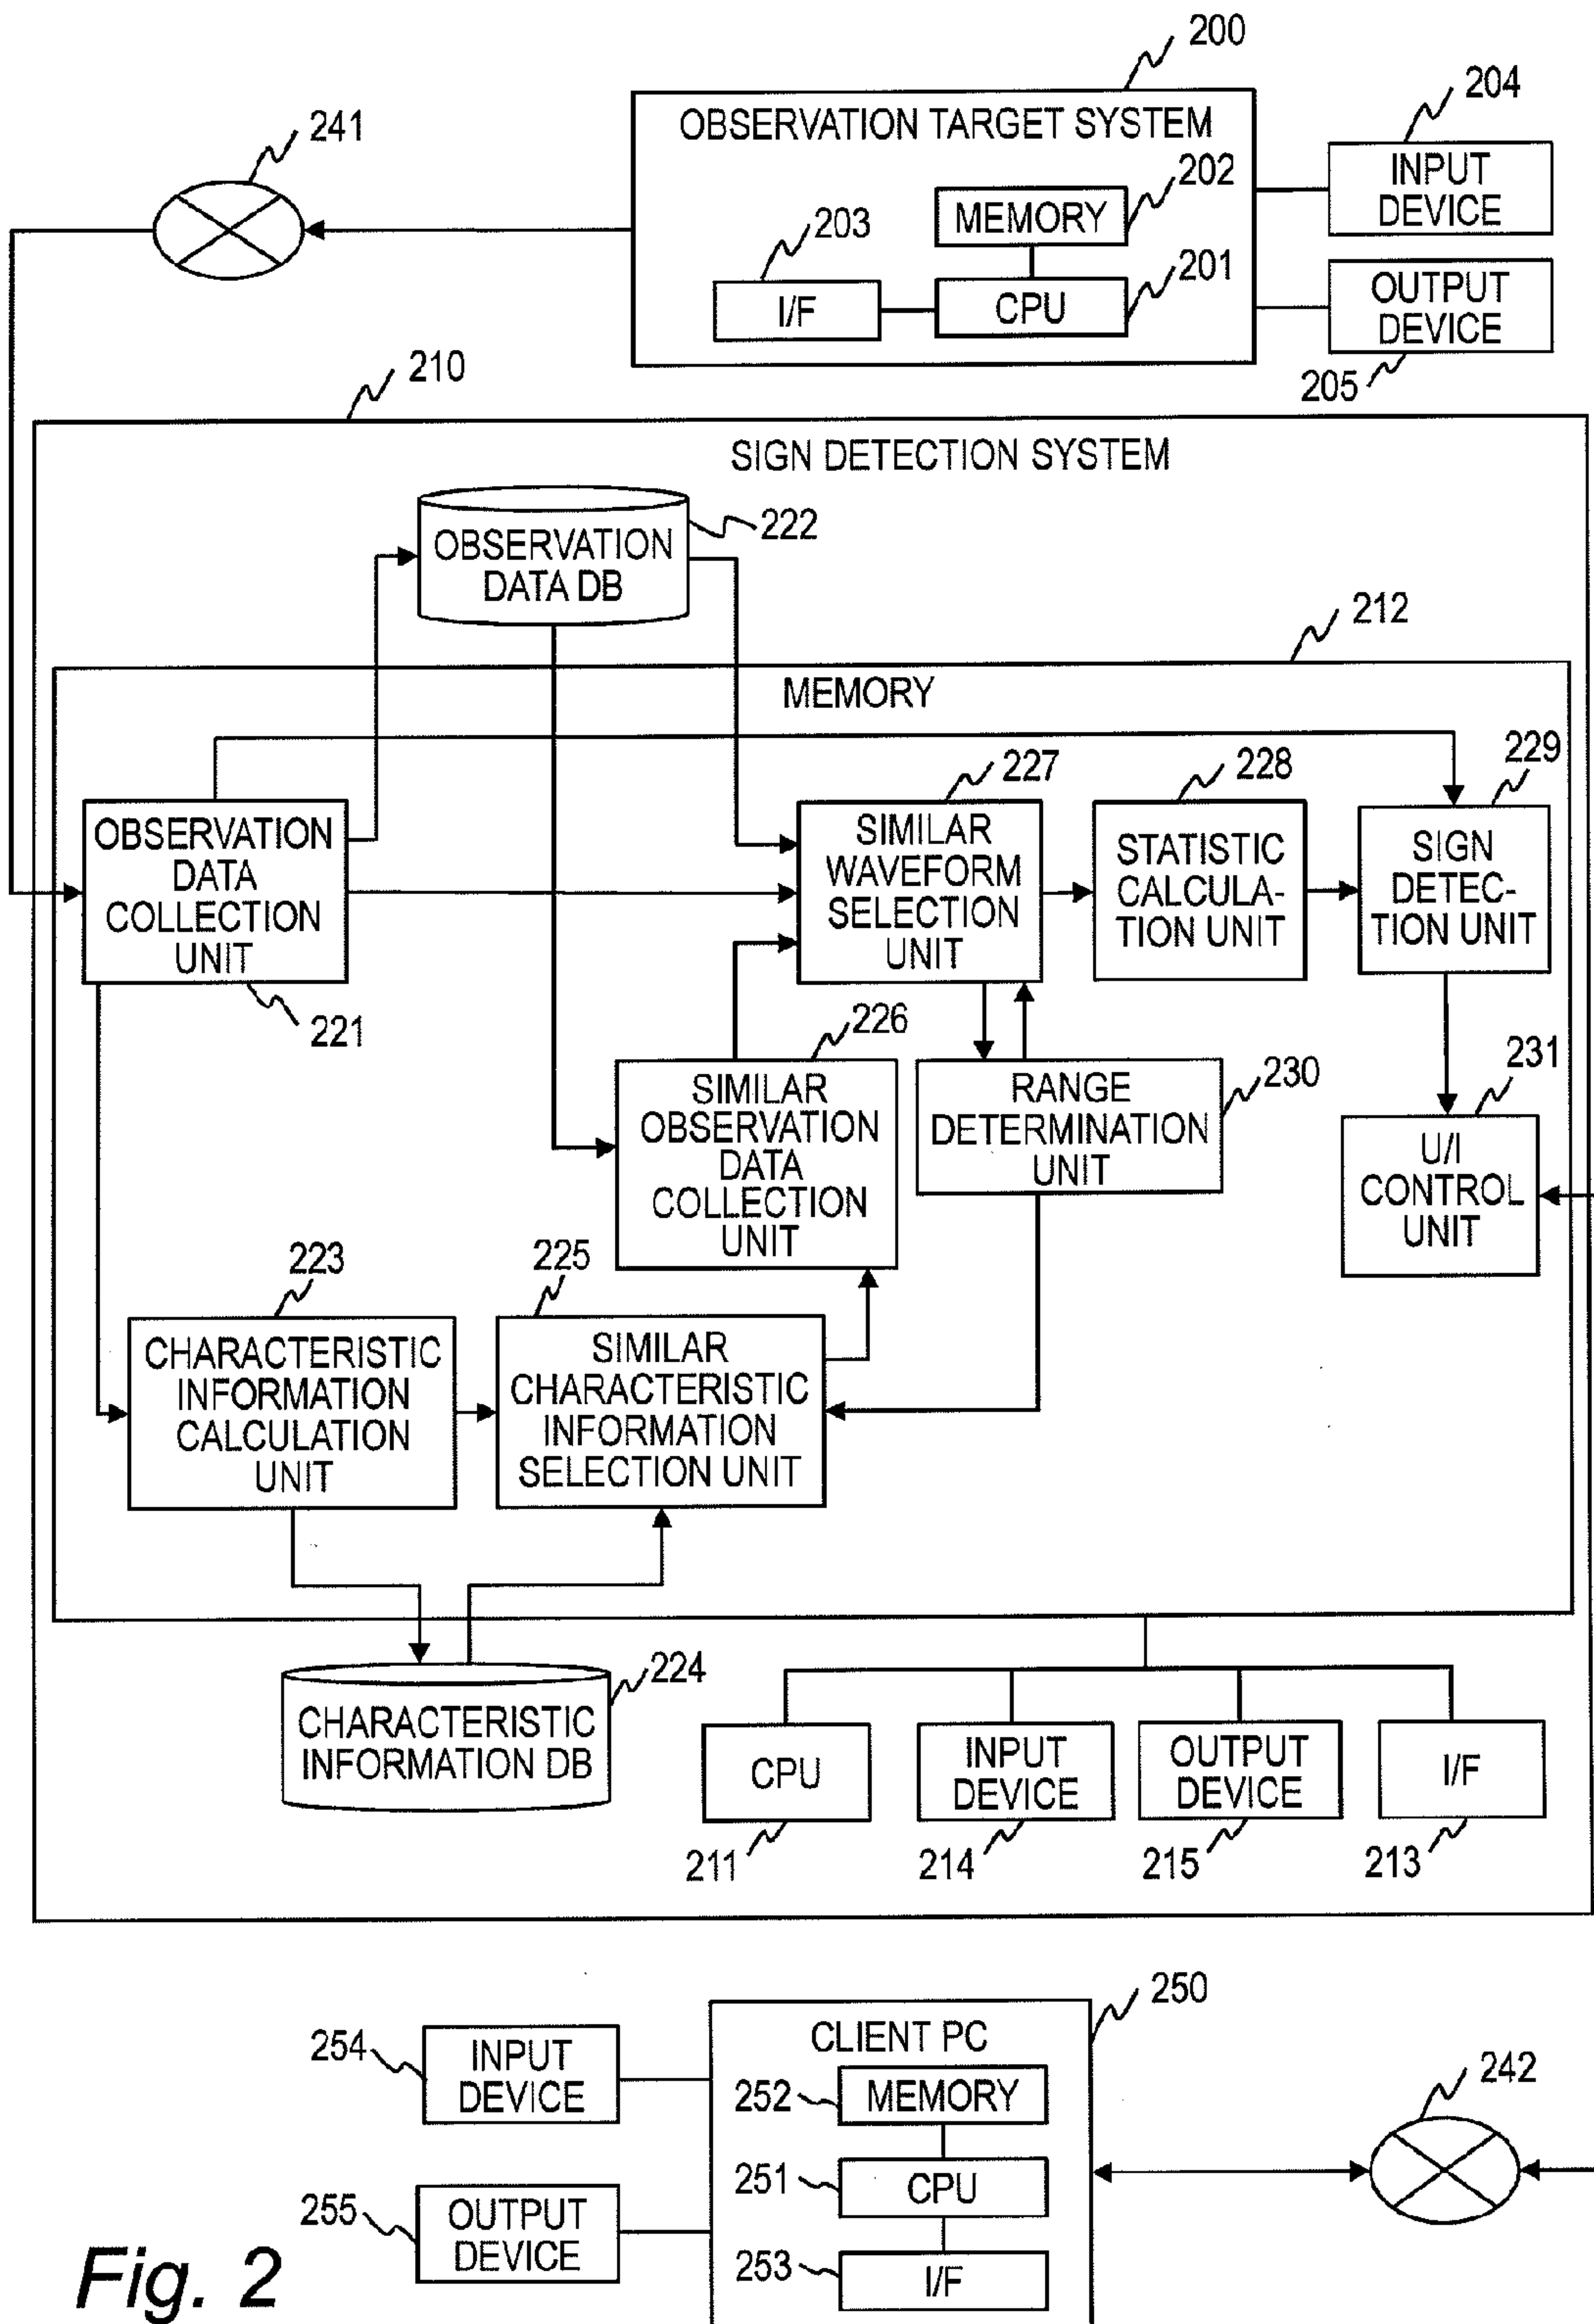 200
OBSERVATION TARGET SYSTEM
204
INPUT
DEVICE
241
202
MEMORY
203
201
I/F
CPU
OUTPUT
DEVICE
205
210
SIGN DETECTION SYSTEM
222
OBSERVATION
DATA DB
212
MEMORY
227
228
229
OBSERVATION
DATA
COLLECTION
UNIT
221
SIMILAR
WAVEFORM
SELECTION
UNIT
STATISTIC
CALCULA-
TION UNIT
SIGN
DETEC-
TION UNIT
226
SIMILAR
OBSERVATION
DATA
COLLECTION
UNIT
230
RANGE
DETERMINATION
UNIT
231
U/I
CONTROL
UNIT
223
CHARACTERISTIC
INFORMATION
CALCULATION
UNIT
225
SIMILAR
CHARACTERISTIC
INFORMATION
SELECTION UNIT
224
CHARACTERISTIC
INFORMATION DB
CPU
211
INPUT
DEVICE
214
OUTPUT
DEVICE
215
I/F
213
250
CLIENT PC
254
INPUT
DEVICE
252
MEMORY
242
251
CPU
255
OUTPUT
DEVICE
253
I/F
Fig. 2